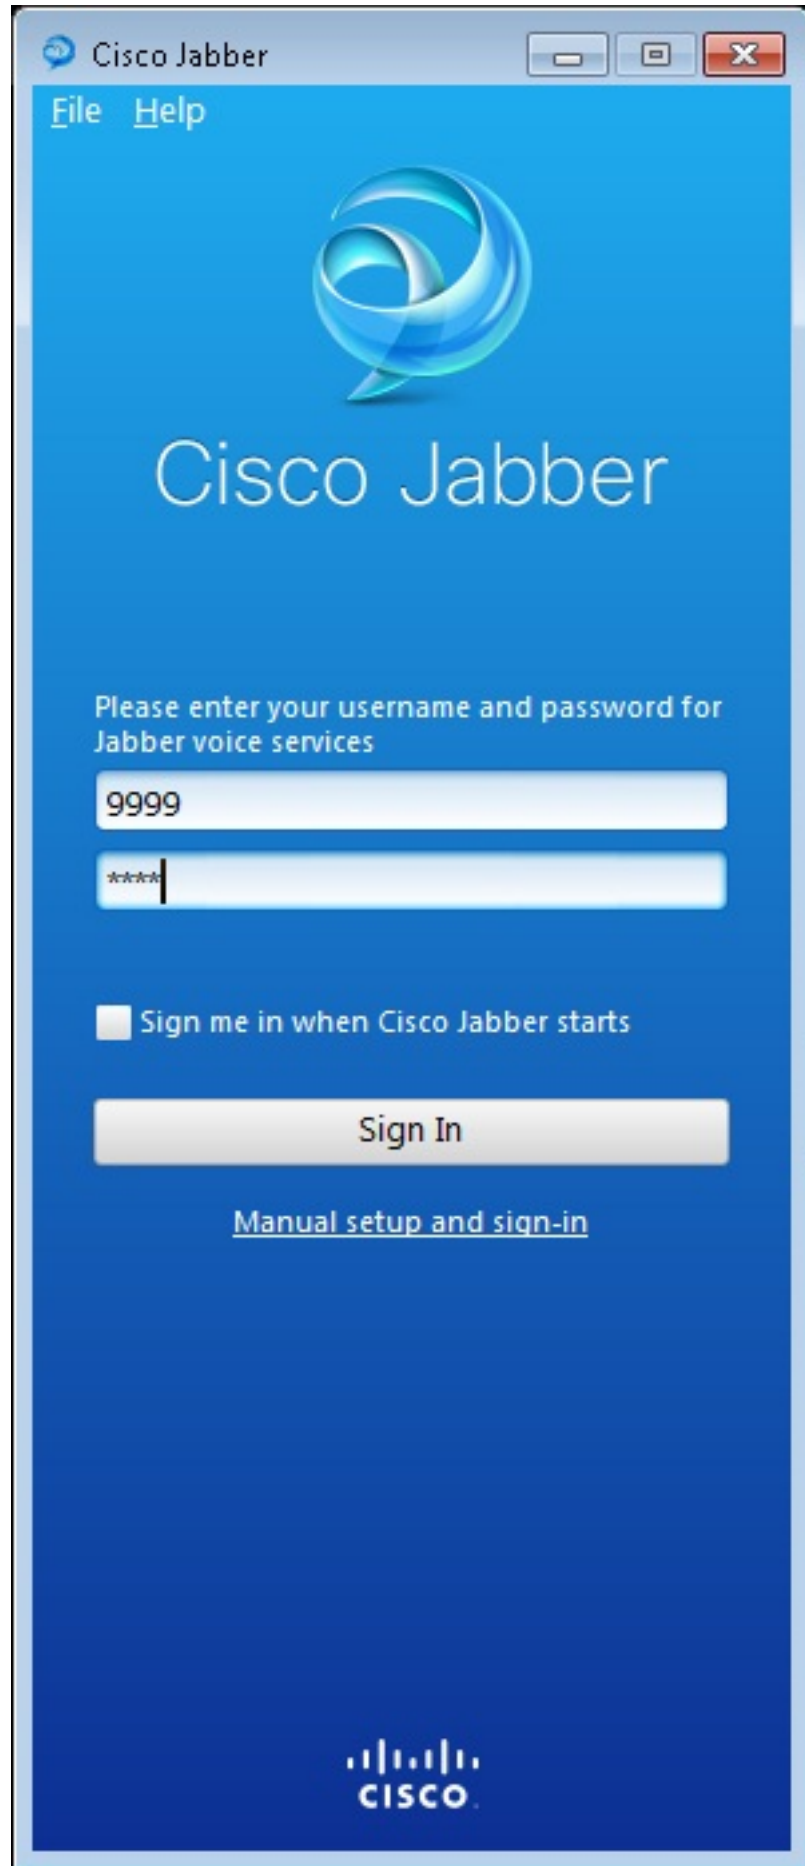 Cisco Jabber
File Help
Cisco Jabber
Please enter your username and password for
Jabber voice services
9999
****
Sign me in when Cisco Jabber starts
Sign In
Manual setup and sign-in
CISCO.